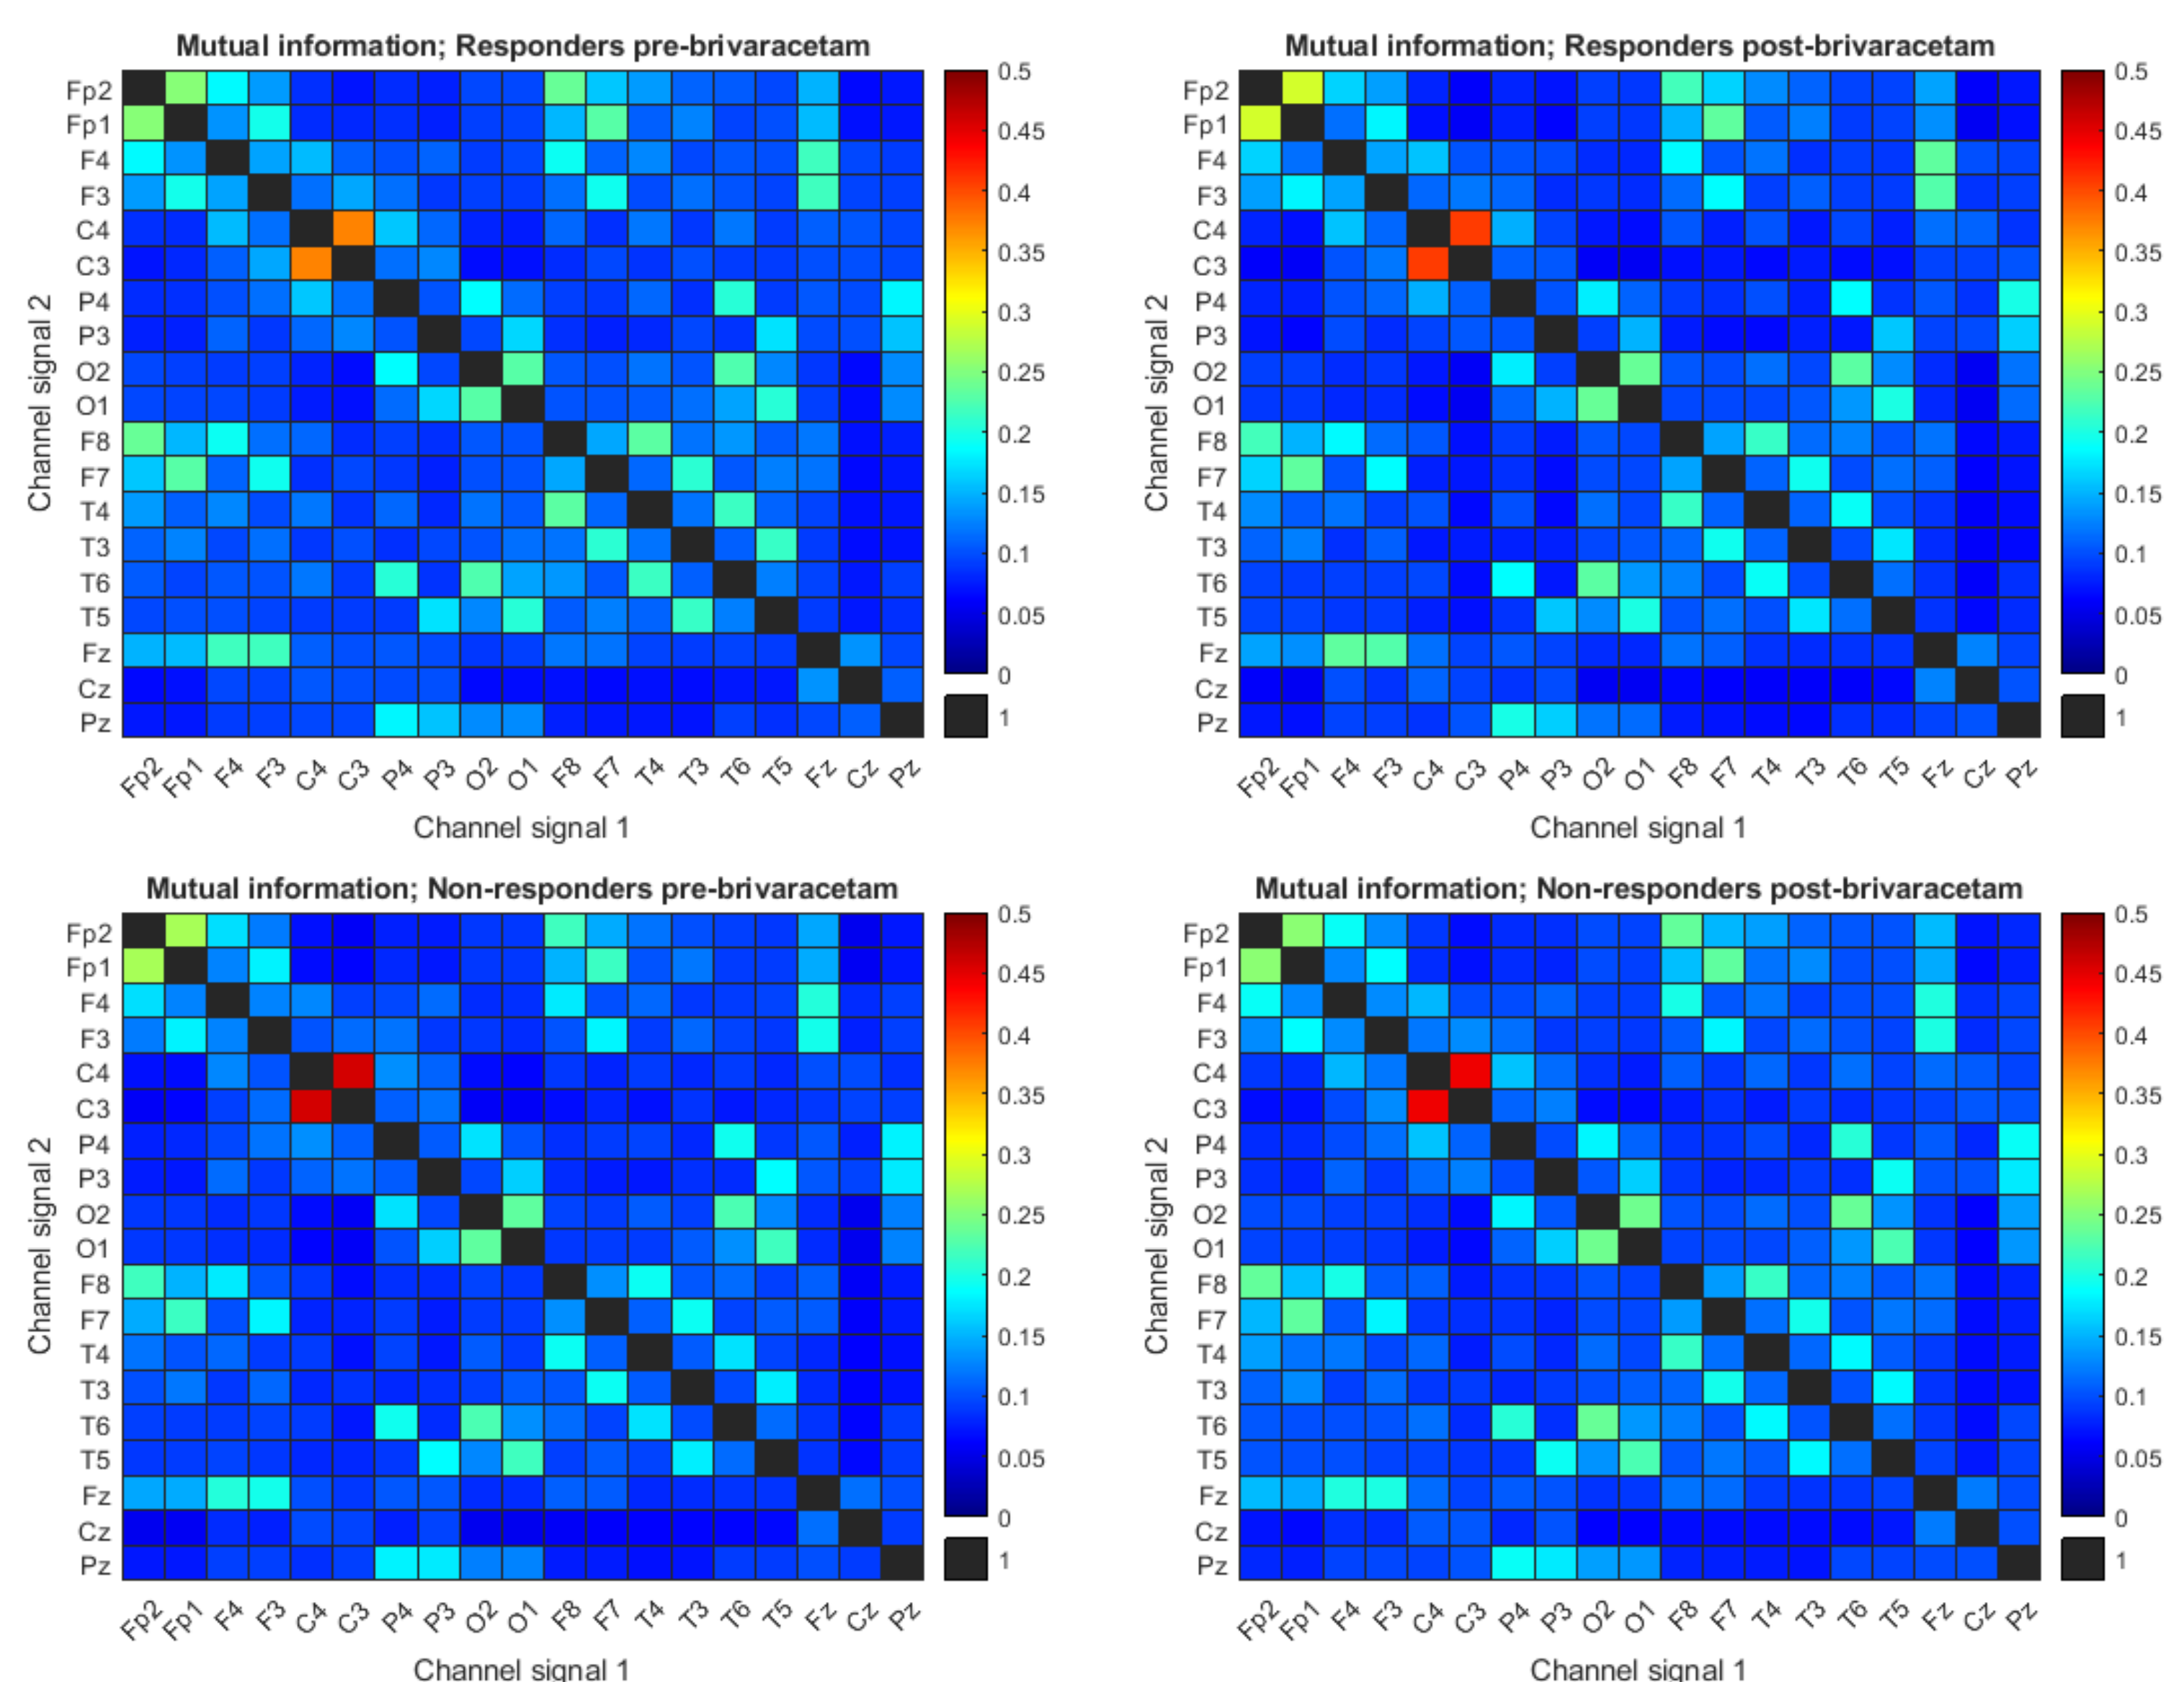 Mutual information; Responders pre-brivaracetam
Channel signal 2
Fp2
Fp1
F4
F3
C4
C3
P4
P3
O2
O1
F8
F7
T4
T3
T6
T5
Fz
Cz
Pz
Fp2 Fp1 F4 F3 C4 C3 P4 P3 O2 O1 F8 F7 T4 T3 T6 T5 Fz Cz Pz
Channel signal 1
0.5
0.45
0.4
0.35
0.3
0.25
0.2
0.15
0.1
0.05
0
1
Mutual information; Responders post-brivaracetam
Channel signal 2
Fp2
Fp1
F4
F3
C4
C3
P4
P3
O2
O1
F8
F7
T4
T3
T6
T5
Fz
Cz
Pz
Fp2 Fp1 F4 F3 C4 C3 P4 P3 O2 O1 F8 F7 T4 T3 T6 T5 Fz Cz Pz
Channel signal 1
0.5
0.45
0.4
0.35
0.3
0.25
0.2
0.15
0.1
0.05
0
1
Mutual information; Non-responders pre-brivaracetam
Channel signal 2
Fp2
Fp1
F4
F3
C4
C3
P4
P3
O2
O1
F8
F7
T4
T3
T6
T5
Fz
Cz
Pz
Fp2 Fp1 F4 F3 C4 C3 P4 P3 O2 O1 F8 F7 T4 T3 T6 T5 Fz Cz Pz
Channel signal 1
0.5
0.45
0.4
0.35
0.3
0.25
0.2
0.15
0.1
0.05
0
1
Mutual information; Non-responders post-brivaracetam
Channel signal 2
Fp2
Fp1
F4
F3
C4
C3
P4
P3
O2
O1
F8
F7
T4
T3
T6
T5
Fz
Cz
Pz
Fp2 Fp1 F4 F3 C4 C3 P4 P3 O2 O1 F8 F7 T4 T3 T6 T5 Fz Cz Pz
Channel signal 1
0.5
0.45
0.4
0.35
0.3
0.25
0.2
0.15
0.1
0.05
0
1